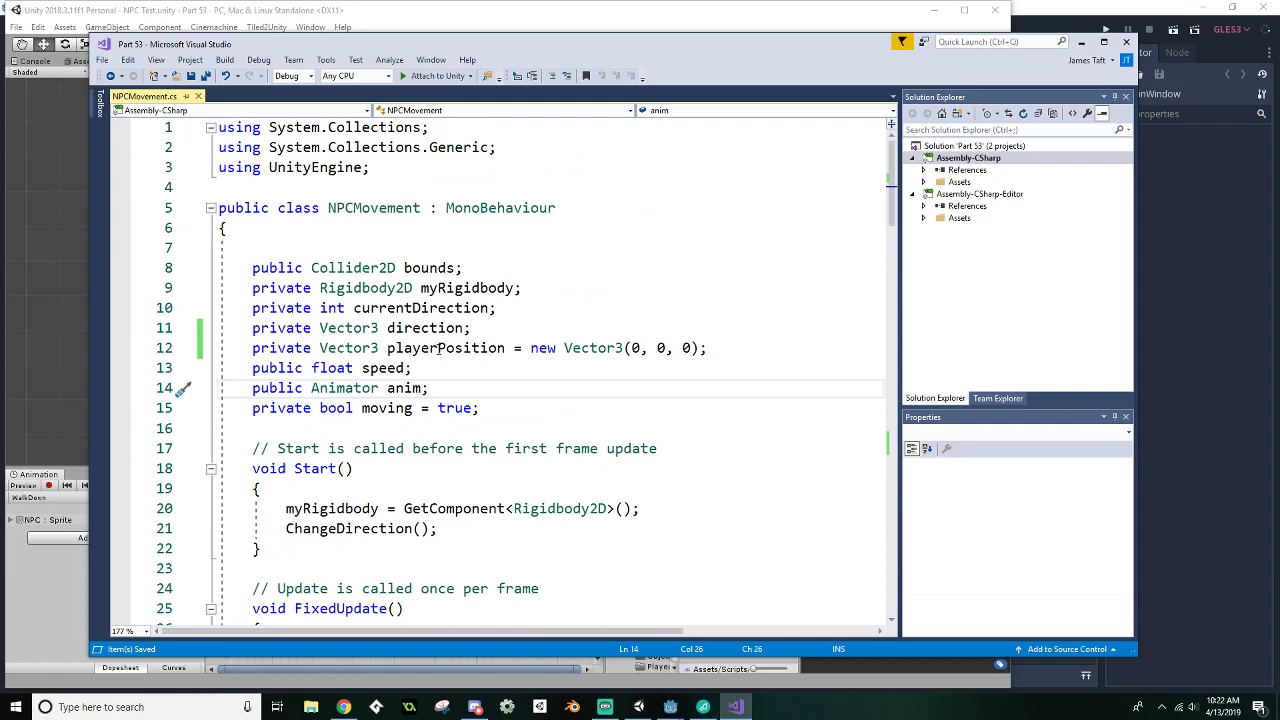 Unity 2018.3.11f1 Personal - NPC Test.unity - Part 53 - PC, Mac & Linux Standalone <DX11>
File Edit Assets GameObject Component Cinemachine Tiled2Unity Window Help
GLES3
Part 53 - Microsoft Visual Studio
Quick Launch (Ctrl+Q)
File Edit View Project Build Debug Team Tools Test Analyze Window Help
James Taft JT
Node
Debug Any CPU Attach to Unity
Console
Shaded
Toolbox
NPCMovement.cs
Assembly-CSharp NPCMovement anim
1 using System.Collections;
2 using System.Collections.Generic;
3 using UnityEngine;
4
5 public class NPCMovement : MonoBehaviour
6 {
7
8 public Collider2D bounds;
9 private Rigidbody2D myRigidbody;
10 private int currentDirection;
11 private Vector3 direction;
12 private Vector3 playerPosition = new Vector3(0, 0, 0);
13 public float speed;
14 public Animator anim;
15 private bool moving = true;
16
17 // Start is called before the first frame update
18 void Start()
19 {
20 myRigidbody = GetComponent<Rigidbody2D>();
21 ChangeDirection();
22 }
23
24 // Update is called once per frame
25 void FixedUpdate()
Solution Explorer
Search Solution Explorer (Ctrl+;)
Solution 'Part 53' (2 projects)
Assembly-CSharp
References
Assets
Assembly-CSharp-Editor
References
Assets
Solution Explorer Team Explorer
Properties
Animation
Preview
WalkDown
NPC : Sprite
177 %
Item(s) Saved Ln 14 Col 26 Ch 26 INS Add to Source Control
Dopesheet Curves Player Assets/Scripts/
Type here to search
10:22 AM
4/13/2019